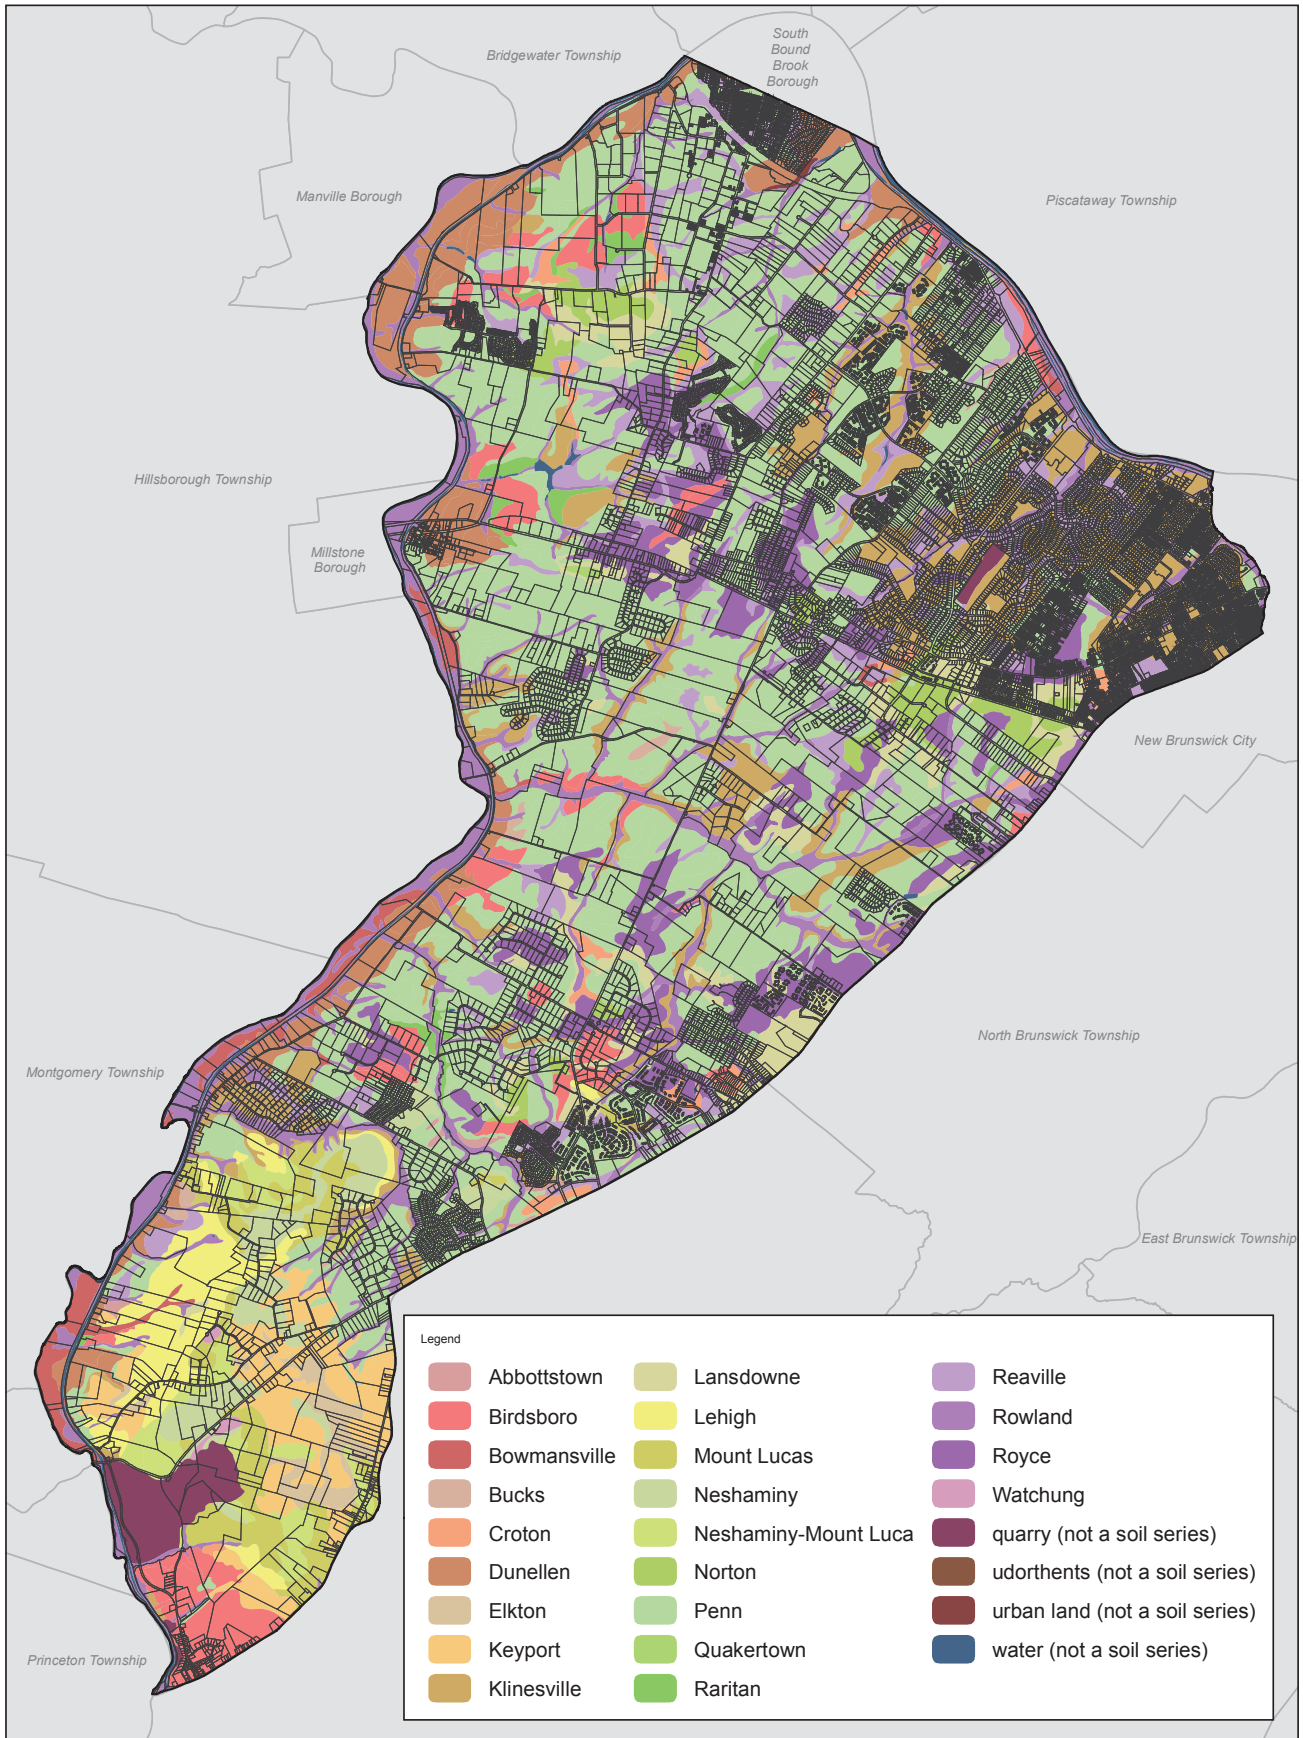 South
Bound
Brook
Borough
Bridgewater Township
Manville Borough
Piscataway Township
Hillsborough Township
Millstone
Borough
New Brunswick City
North Brunswick Township
Montgomery Township
East Brunswick Township
Princeton Township
Legend
Abbottstown
Birdsboro
Bowmansville
Bucks
Croton
Dunellen
Elkton
Keyport
Klinesville
Lansdowne
Lehigh
Mount Lucas
Neshaminy
Neshaminy-Mount Luca
Norton
Penn
Quakertown
Raritan
Reaville
Rowland
Royce
Watchung
quarry (not a soil series)
udorthents (not a soil series)
urban land (not a soil series)
water (not a soil series)